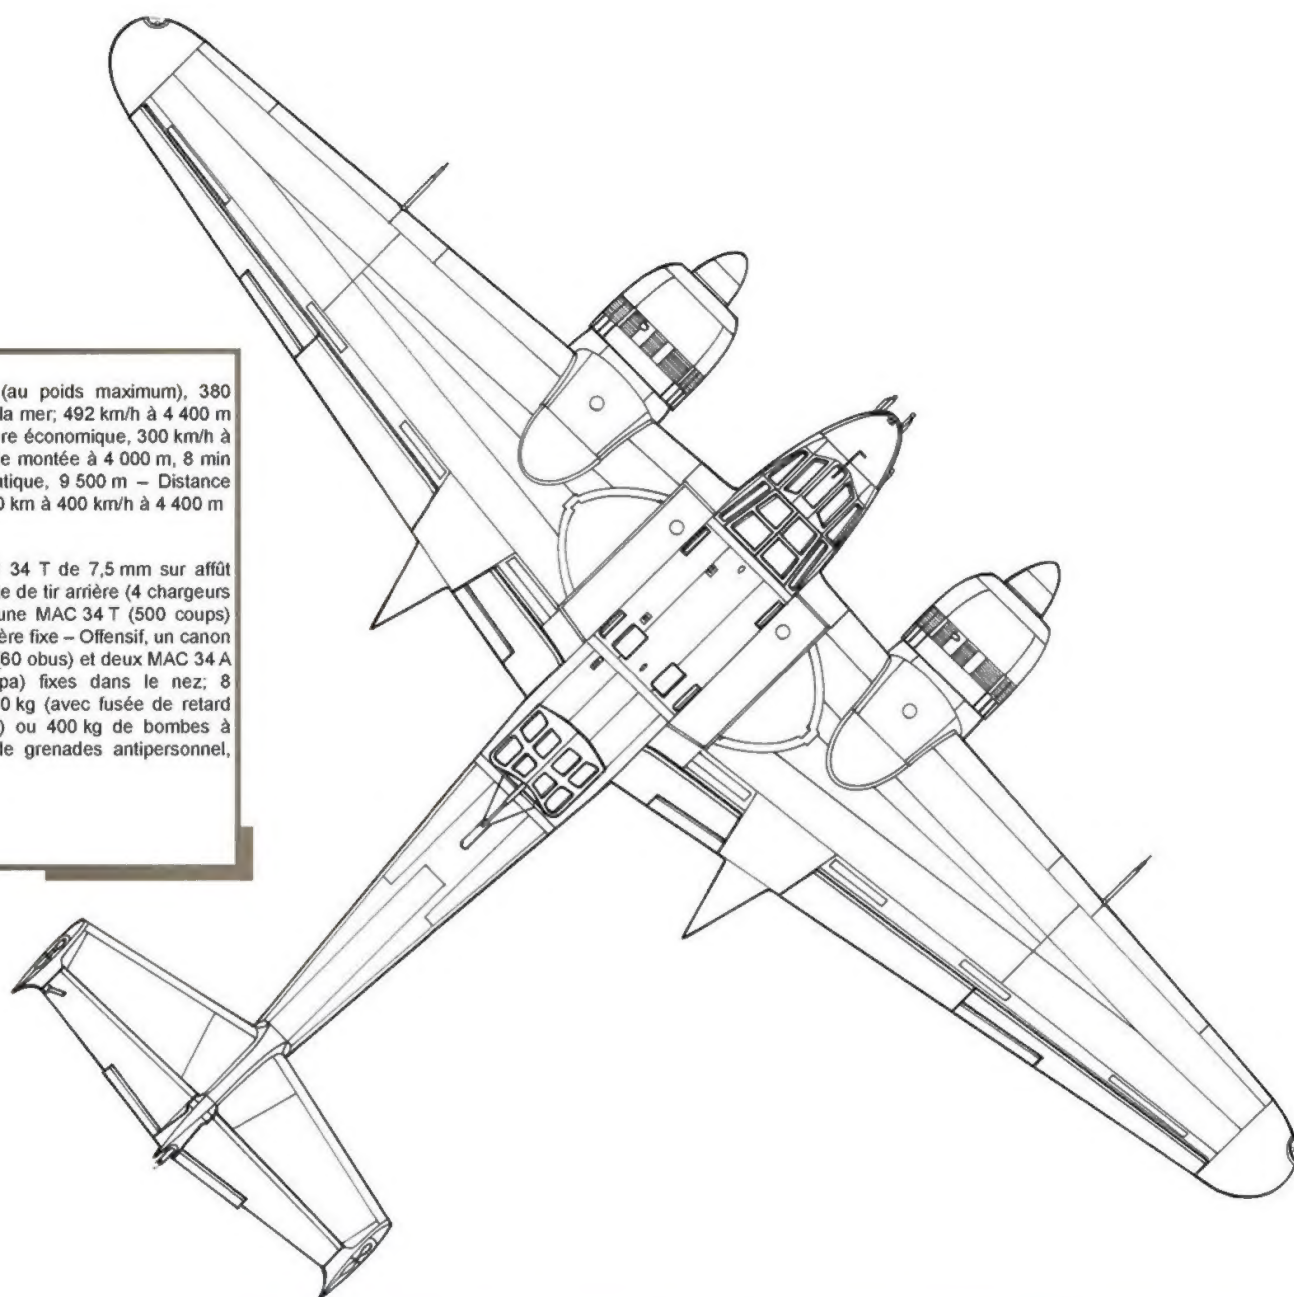 (au poids maximum), 380
la mer; 492 km/h à 4 400 m
re économique, 300 km/h à
e montée à 4 000 m, 8 min
tique, 9 500 m – Distance
0 km à 400 km/h à 4 400 m
34 T de 7,5 mm sur affût
e de tir arrière (4 chargeurs
une MAC 34 T (500 coups)
ère fixe – Offensif, un canon
(60 obus) et deux MAC 34 A
pa) fixes dans le nez; 8
0 kg (avec fusée de retard
) ou 400 kg de bombes à
de grenades antipersonnel,